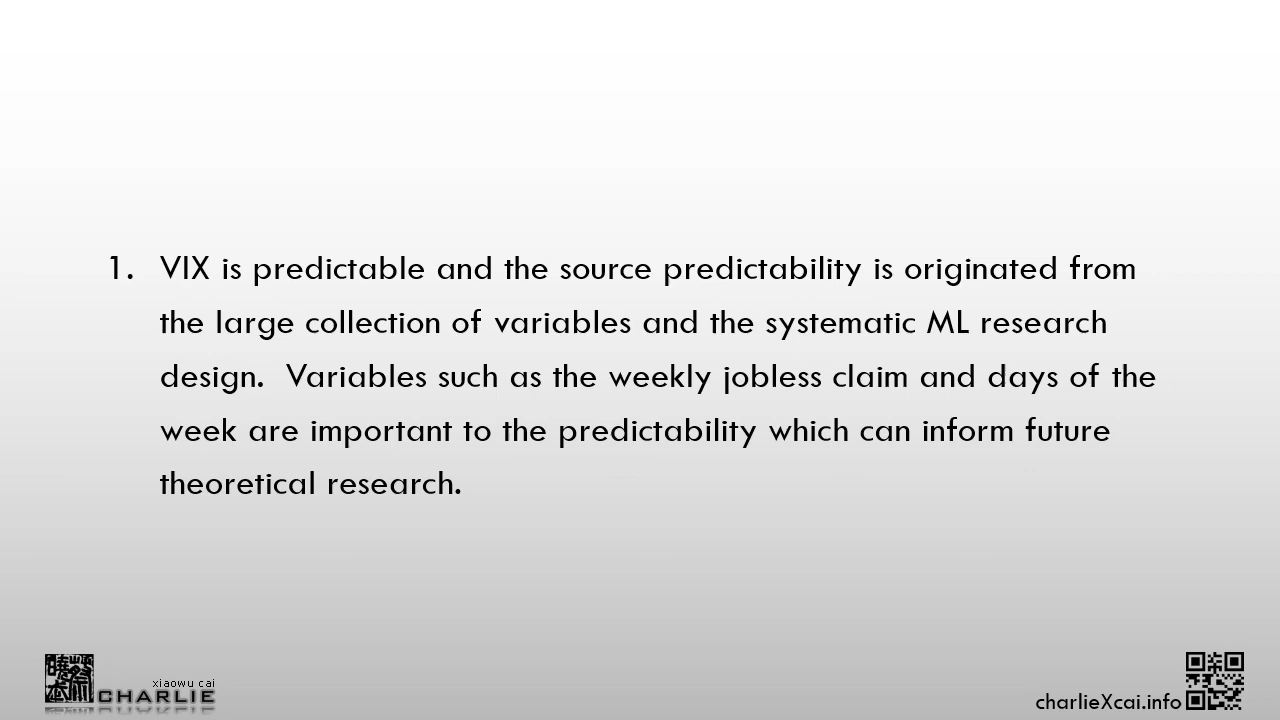 1. VIX is predictable and the source predictability is originated from
the large collection of variables and the systematic ML research
design.  Variables such as the weekly jobless claim and days of the
week are important to the predictability which can inform future
theoretical research.
xiaowu cai
CHARLIE
charlieXcai.info